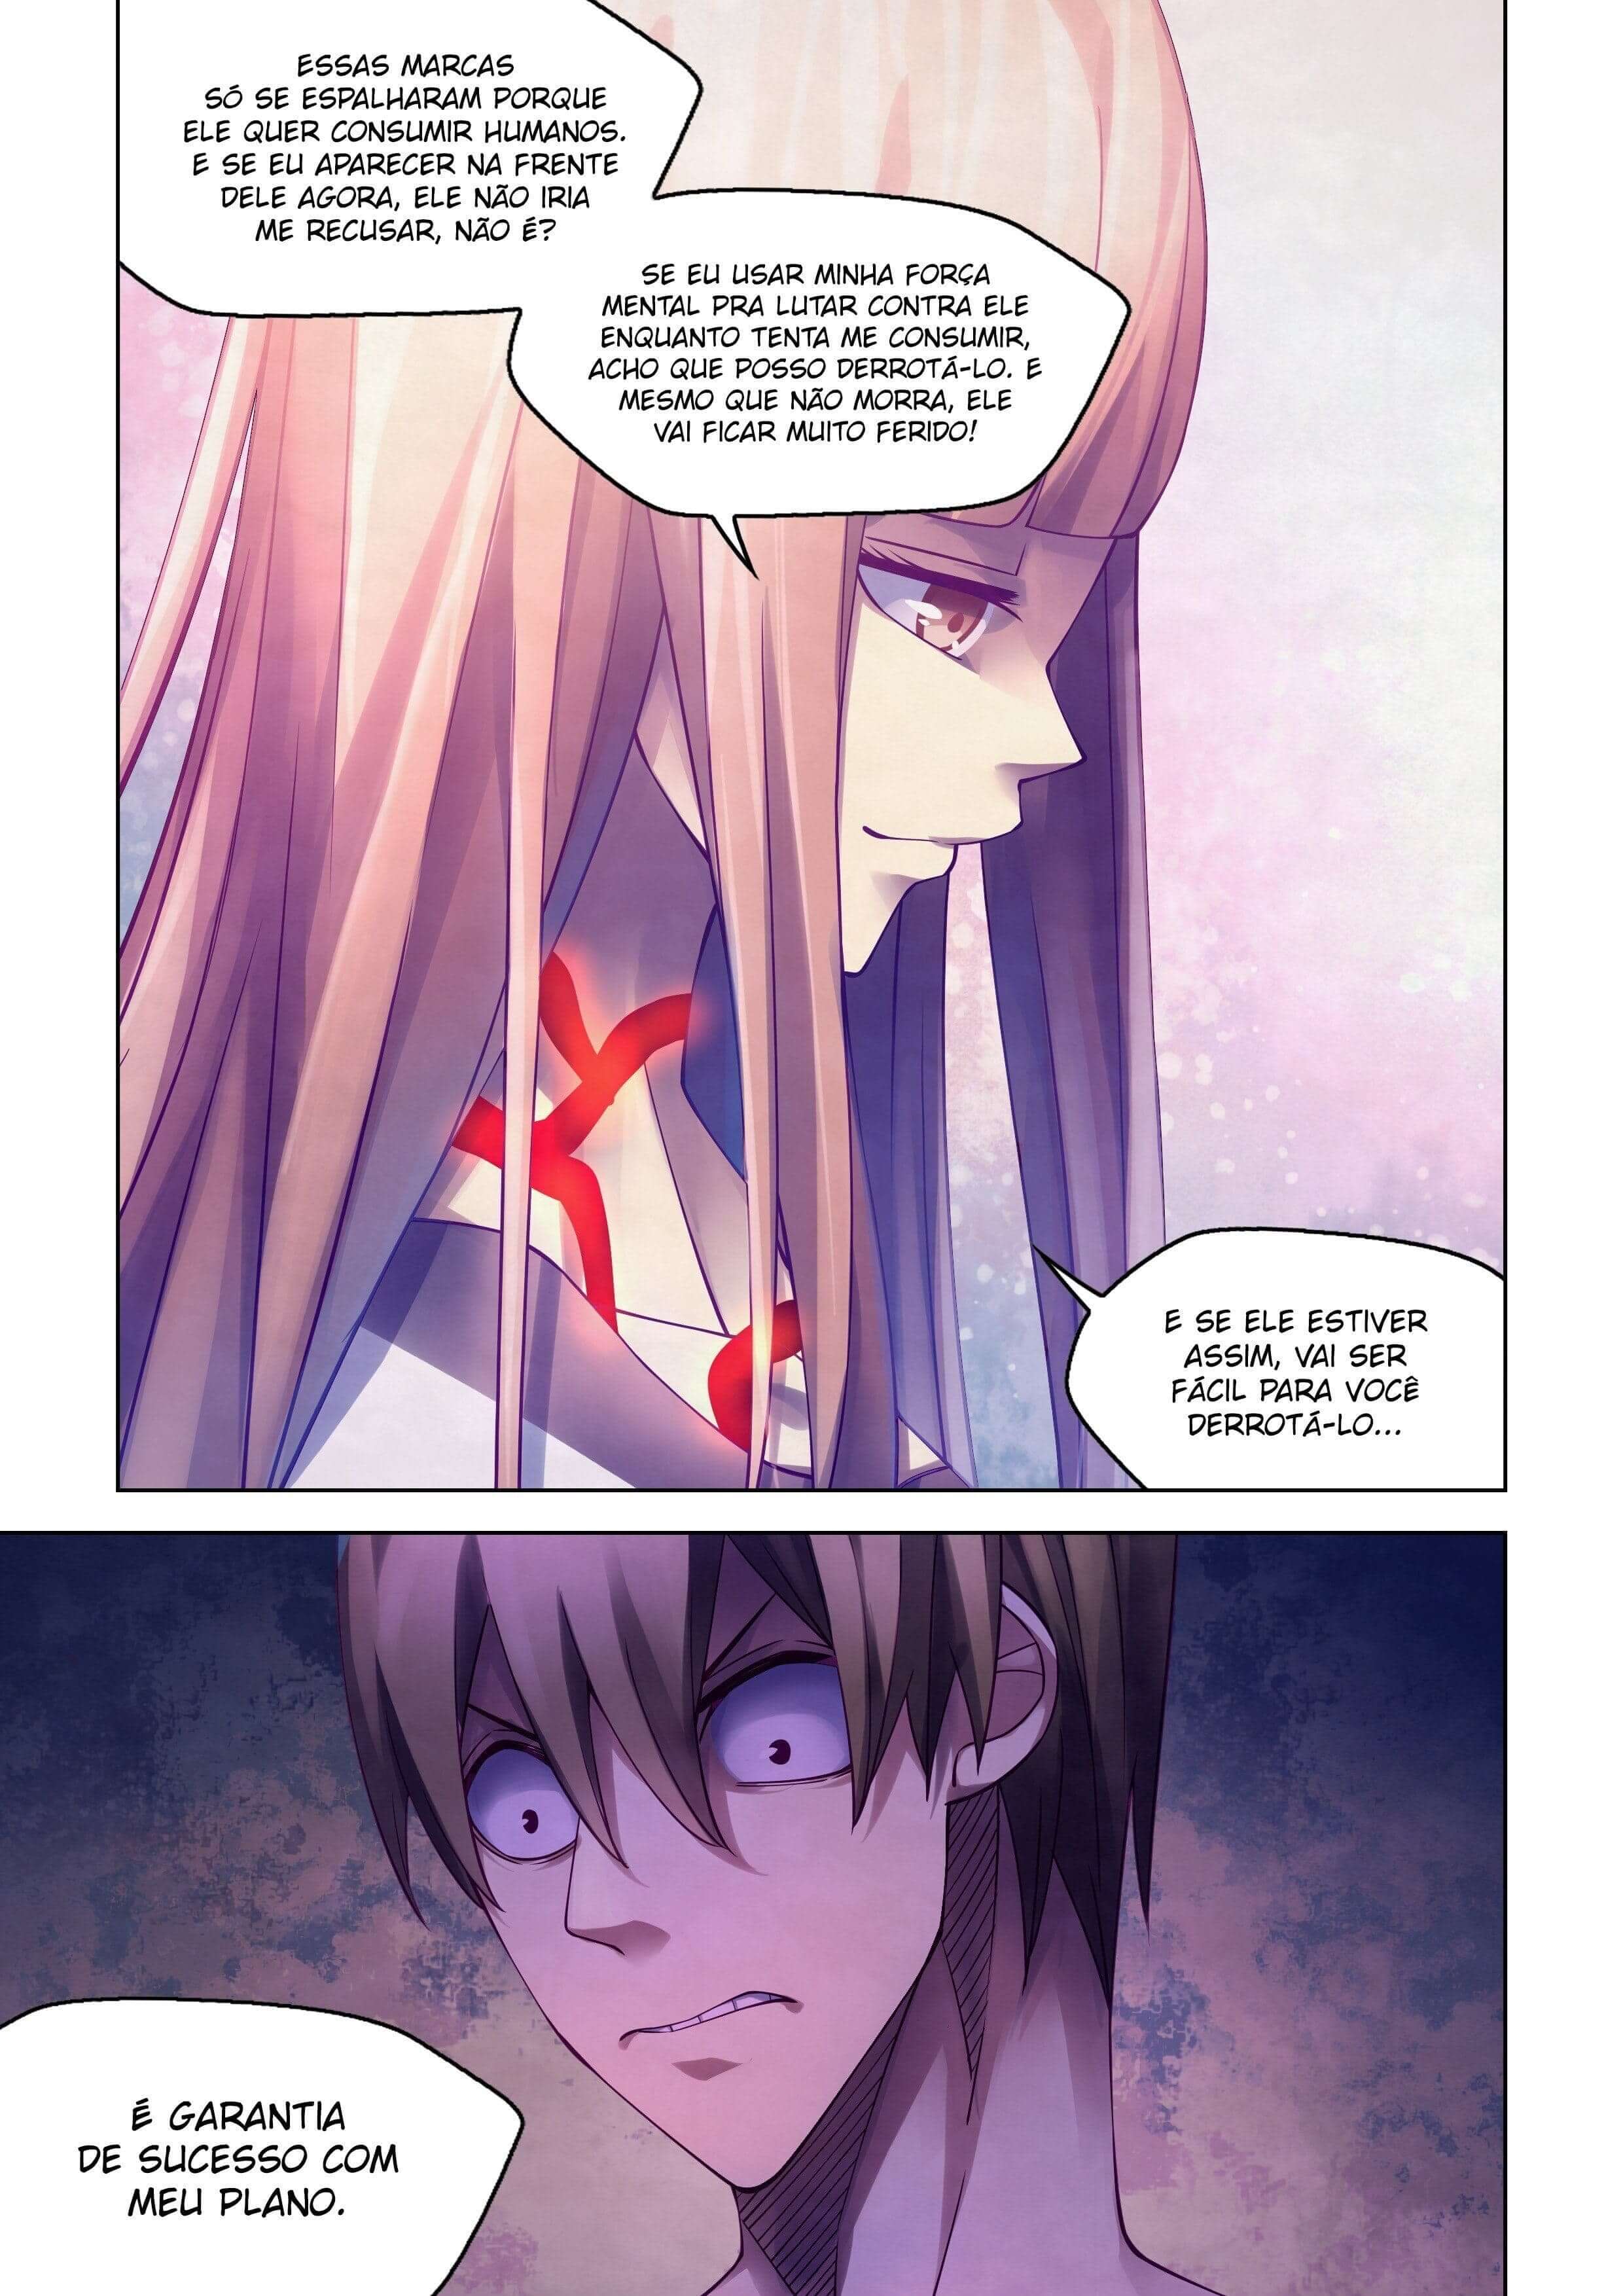 ESSAS MARCAS
SÓ SE ESPALHARAM PORQUE
ELE QUER CONSUMIR HUMANOS.
E SE EU APARECER NA FRENTE
DELE AGORA, ELE NÃO IRIA
ME RECUSAR, NÃO É?
SE EU USAR MINHA FORÇA
MENTAL PRA LUTAR CONTRA ELE
ENQUANTO TENTA ME CONSUMIR,
ACHO QUE POSSO DERROTÁ-LO. E
MESMO QUE NÃO MORRA, ELE
VAI FICAR MUITO FERIDO!
E SE ELE ESTIVER
ASSIM, VAI SER
FÁCIL PARA VOCÊ
DERROTÁ-LO...
É GARANTIA
DE SUCESSO COM
MEU PLANO.